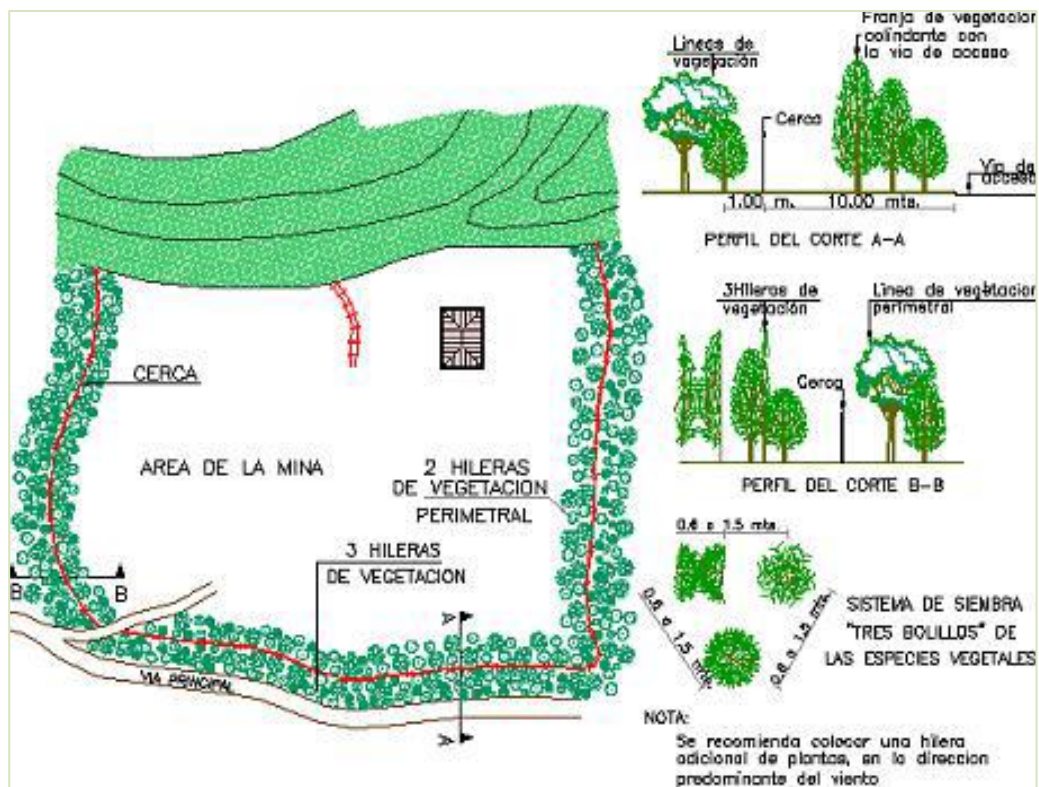 Franja de vegetacion
colindante con
la via de acceso
Lineas de
vegetación
Cerca
Via de
acceso
1.00 m.
10.00 mts.
PERFIL DEL CORTE A-A
3Hileras de
vegetación
Linea de vegetacion
perimetral
Cerca
PERFIL DEL CORTE B-B
CERCA
AREA DE LA MINA
2 HILERAS
DE VEGETACION
PERIMETRAL
3 HILERAS
DE VEGETACION
B
B
A
A
VIA PRINCIPAL
0.6 a 1.5 mts.
0.6 a 1.5 mts.
0.6 a 1.5 mts.
SISTEMA DE SIEMBRA
"TRES BOLILLOS" DE
LAS ESPECIES VEGETALES
NOTA:
Se recomienda colocar una hilera
adicional de plantas, en la direccion
predominante del viento